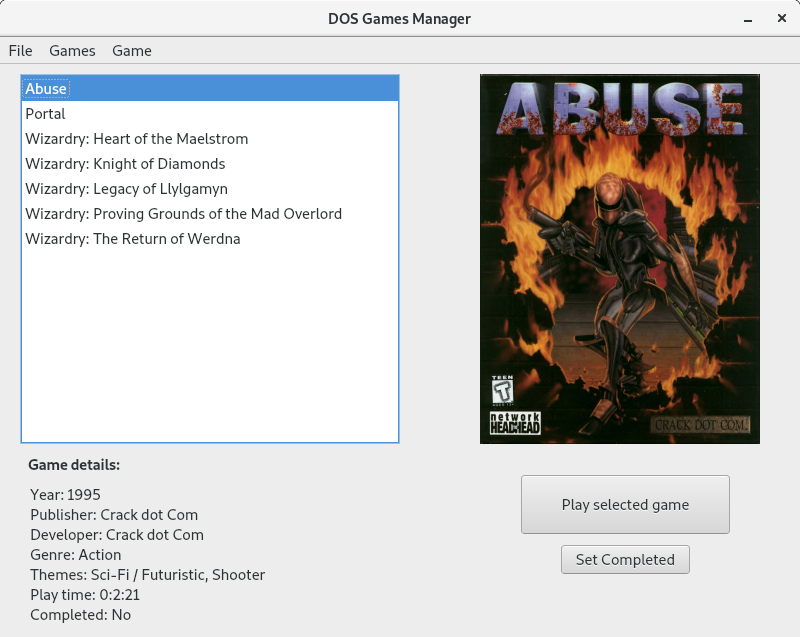 DOS Games Manager
File Games Game
Abuse
Portal
Wizardry: Heart of the Maelstrom
Wizardry: Knight of Diamonds
Wizardry: Legacy of Llylgamyn
Wizardry: Proving Grounds of the Mad Overlord
Wizardry: The Return of Werdna
ABUSE
TEEN
T
network
HEADHEAD
CRACK DOT COM.
Game details:
Year: 1995
Publisher: Crack dot Com
Developer: Crack dot Com
Genre: Action
Themes: Sci-Fi / Futuristic, Shooter
Play time: 0:2:21
Completed: No
Play selected game
Set Completed